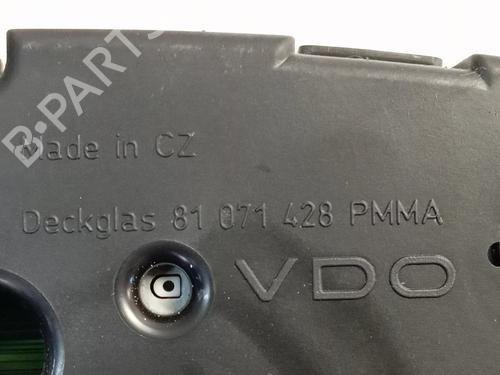 B-PARTS
Made in CZ
Deckglas 81 071 428 PMMA
VDO